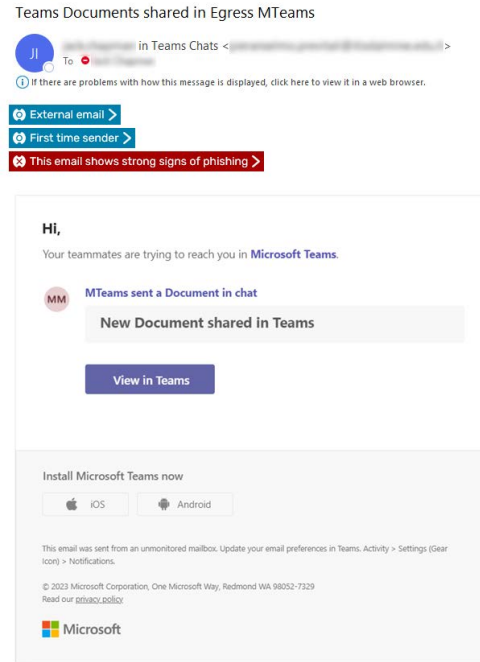 Teams Documents shared in Egress MTeams
JI
in Teams Chats < >
To
If there are problems with how this message is displayed, click here to view it in a web browser.
External email >
First time sender >
This email shows strong signs of phishing >
Hi,
Your teammates are trying to reach you in Microsoft Teams.
MM
MTeams sent a Document in chat
New Document shared in Teams
View in Teams
Install Microsoft Teams now
iOS
Android
This email was sent from an unmonitored mailbox. Update your email preferences in Teams. Activity > Settings (Gear
Icon) > Notifications.
© 2023 Microsoft Corporation, One Microsoft Way, Redmond WA 98052-7329
Read our privacy policy
Microsoft